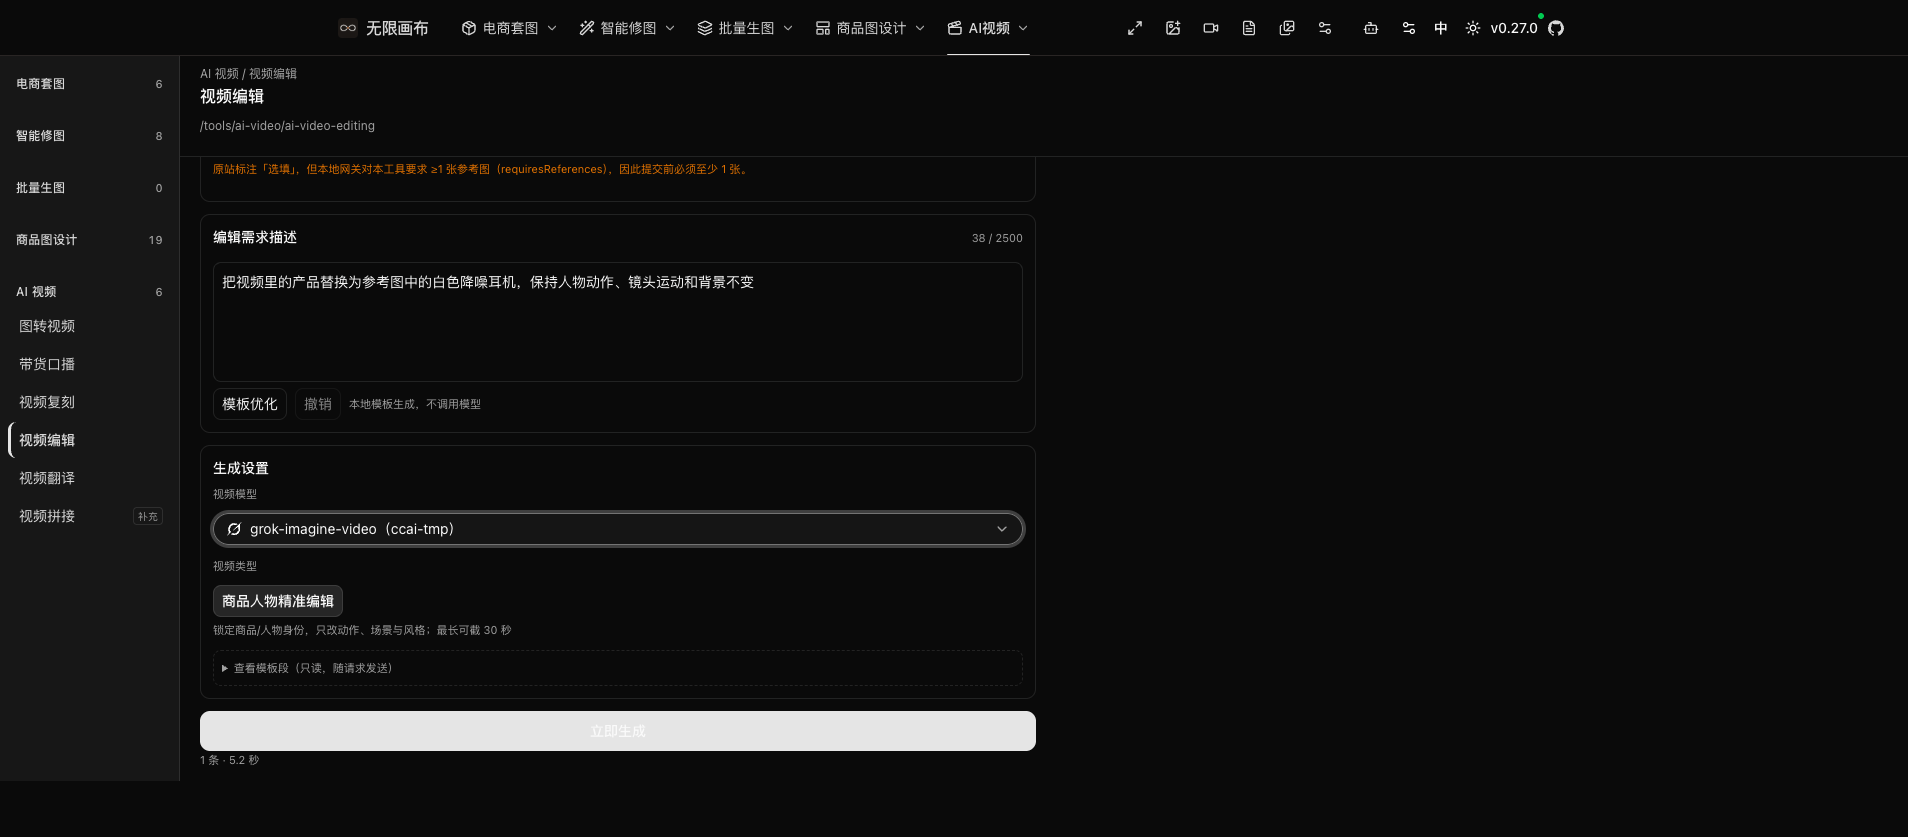 无限画布
电商套图
智能修图
批量生图
商品图设计
AI视频
中
v0.27.0
电商套图 6
智能修图 8
批量生图 0
商品图设计 19
AI 视频 6
图转视频
带货口播
视频复刻
视频编辑
视频翻译
视频拼接 补充
AI 视频 / 视频编辑
视频编辑
/tools/ai-video/ai-video-editing
原站标注「选填」，但本地网关对本工具要求 ≥1 张参考图（requiresReferences），因此提交前必须至少 1 张。
编辑需求描述 38 / 2500
把视频里的产品替换为参考图中的白色降噪耳机，保持人物动作、镜头运动和背景不变
模板优化 撤销 本地模板生成，不调用模型
生成设置
视频模型
grok-imagine-video（ccai-tmp）
视频类型
商品人物精准编辑
锁定商品/人物身份，只改动作、场景与风格；最长可截 30 秒
查看模板段（只读，随请求发送）
立即生成
1 条 · 5.2 秒